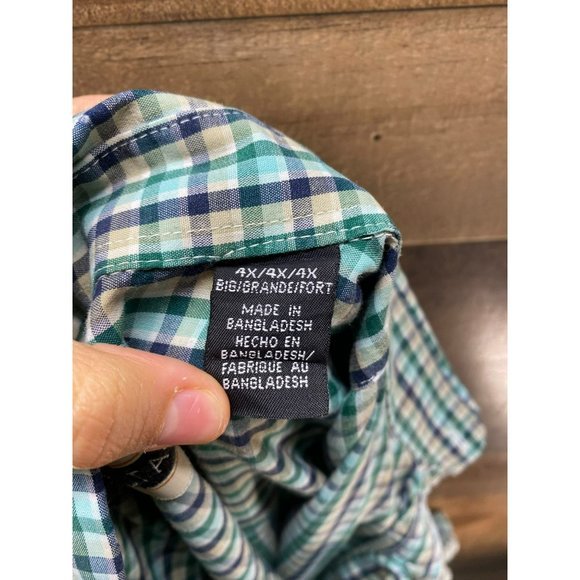 4X/4X/4X
BIG/GRANDE/FORT
MADE IN
BANGLADESH
HECHO EN
BANGLADESH/
FABRIQUE AU
BANGLADESH